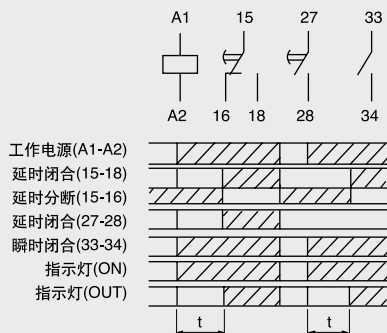 A1 15 27 33
A2 16 18 28 34
工作电源(A1-A2)
延时闭合(15-18)
延时分断(15-16)
延时闭合(27-28)
瞬时闭合(33-34)
指示灯(ON)
指示灯(OUT)
t t